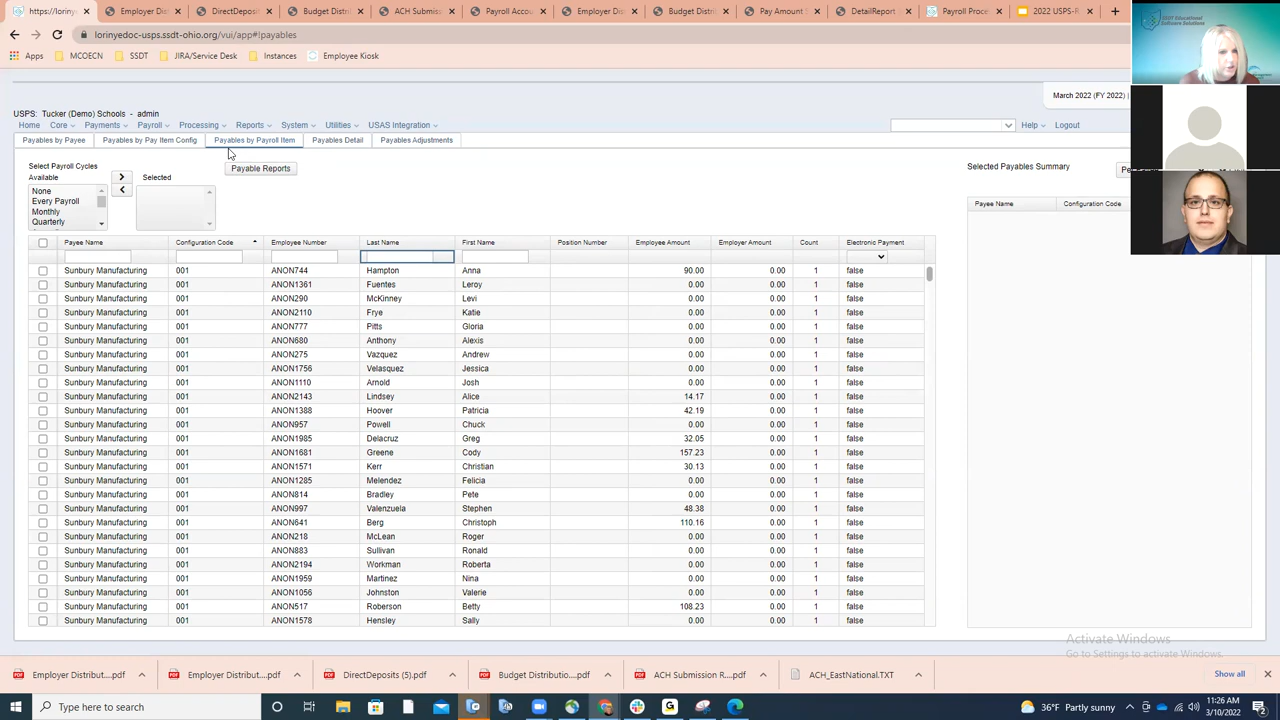 https://lorinye
Employer Dis
DirectDeposits
Budget Distrib
ACH Submissi
Employer Dist
Budget Distrib
Pay Amount S
DetailReport
Payroll Proce
2022 USPS-R
ssdt-ohio
app#!payables
Apps
MCOECN
SSDT
JIRA/Service Desk
Instances
Employee Kiosk
SSDT Educational
Software Solutions
March 2022 (FY 2022) |
USPS: Tucker (Demo) Schools - admin
Home Core Payments Payroll Processing Reports System Utilities USAS Integration Help Logout
Payables by Payee Payables by Pay Item Config Payables by Payroll Item Payables Detail Payables Adjustments
Select Payroll Cycles
Available Selected
Payable Reports
Selected Payables Summary
None
Every Payroll
Monthly
Quarterly
Payee Name Configuration Code
Payee Name Configuration Code Employee Number Last Name First Name Position Number Employee Amount Employer Amount Count Electronic Payment
Sunbury Manufacturing 001 ANON744 Hampton Anna 90.00 0.00 1 false
Sunbury Manufacturing 001 ANON1361 Fuentes Leroy 0.00 0.00 1 false
Sunbury Manufacturing 001 ANON290 McKinney Levi 0.00 0.00 1 false
Sunbury Manufacturing 001 ANON2110 Frye Katie 0.00 0.00 1 false
Sunbury Manufacturing 001 ANON777 Pitts Gloria 0.00 0.00 1 false
Sunbury Manufacturing 001 ANON680 Anthony Alexis 0.00 0.00 1 false
Sunbury Manufacturing 001 ANON275 Vazquez Andrew 0.00 0.00 1 false
Sunbury Manufacturing 001 ANON1756 Velasquez Jessica 0.00 0.00 1 false
Sunbury Manufacturing 001 ANON1110 Arnold Josh 0.00 0.00 1 false
Sunbury Manufacturing 001 ANON2143 Lindsey Alice 14.17 0.00 1 false
Sunbury Manufacturing 001 ANON1388 Hoover Patricia 42.19 0.00 1 false
Sunbury Manufacturing 001 ANON957 Powell Chuck 0.00 0.00 1 false
Sunbury Manufacturing 001 ANON1985 Delacruz Greg 32.05 0.00 1 false
Sunbury Manufacturing 001 ANON1681 Greene Cody 157.23 0.00 1 false
Sunbury Manufacturing 001 ANON1571 Kerr Christian 30.13 0.00 1 false
Sunbury Manufacturing 001 ANON1285 Melendez Felicia 0.00 0.00 1 false
Sunbury Manufacturing 001 ANON814 Bradley Pete 0.00 0.00 1 false
Sunbury Manufacturing 001 ANON997 Valenzuela Stephen 48.38 0.00 1 false
Sunbury Manufacturing 001 ANON641 Berg Christoph 110.16 0.00 1 false
Sunbury Manufacturing 001 ANON218 McLean Roger 0.00 0.00 1 false
Sunbury Manufacturing 001 ANON883 Sullivan Ronald 0.00 0.00 1 false
Sunbury Manufacturing 001 ANON2194 Workman Roberta 0.00 0.00 1 false
Sunbury Manufacturing 001 ANON1959 Martinez Nina 0.00 0.00 1 false
Sunbury Manufacturing 001 ANON1056 Johnston Valerie 0.00 0.00 1 false
Sunbury Manufacturing 001 ANON517 Roberson Betty 108.23 0.00 1 false
Sunbury Manufacturing 001 ANON1578 Hensley Sally 0.00 0.00 1 false
Activate Windows
Go to Settings to activate Windows.
Employer Distribut....pdf
Employer Distribut....pdf
DirectDeposits (5).pdf
ACH Submission R....pdf
ACH_EastNational.TXT
Show all
Type here to search
36°F Partly sunny
11:26 AM
3/10/2022